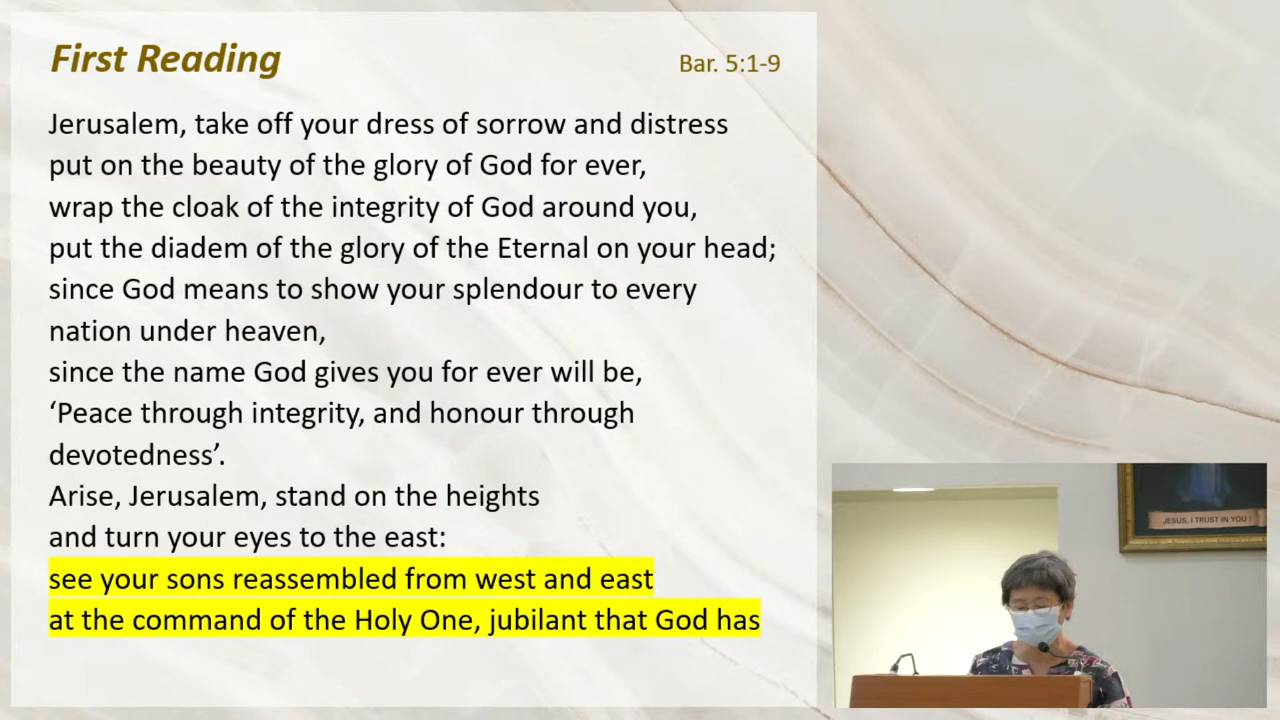 First Reading
Bar. 5:1-9
Jerusalem, take off your dress of sorrow and distress
put on the beauty of the glory of God for ever,
wrap the cloak of the integrity of God around you,
put the diadem of the glory of the Eternal on your head;
since God means to show your splendour to every
nation under heaven,
since the name God gives you for ever will be,
‘Peace through integrity, and honour through
devotedness’.
Arise, Jerusalem, stand on the heights
and turn your eyes to the east:
see your sons reassembled from west and east
at the command of the Holy One, jubilant that God has
JESUS, I TRUST IN YOU !